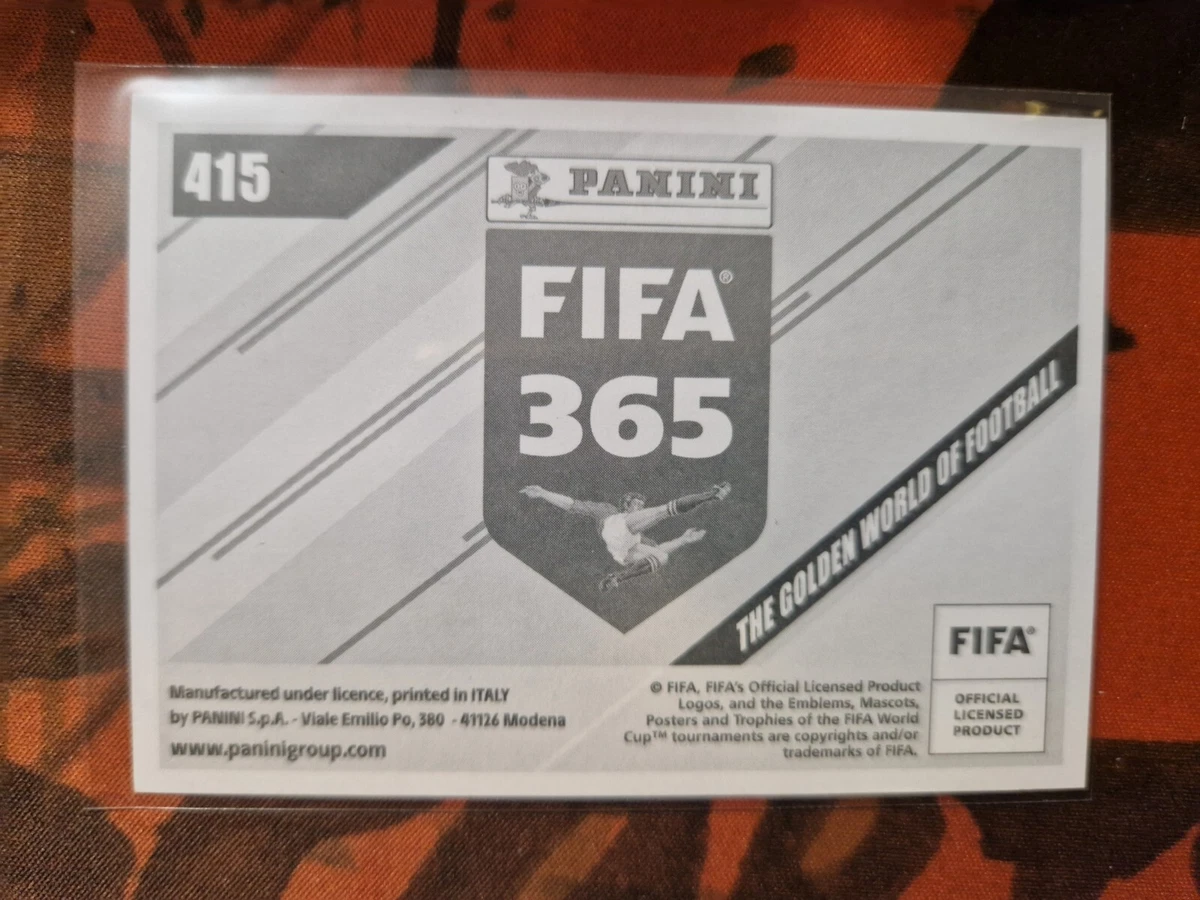 415
PANINI
FIFA®
365
THE GOLDEN WORLD OF FOOTBALL
FIFA®
OFFICIAL
LICENSED
PRODUCT
Manufactured under licence, printed in ITALY
by PANINI S.p.A. - Viale Emilio Po, 380 - 41126 Modena
www.paninigroup.com
© FIFA, FIFA's Official Licensed Product
Logos, and the Emblems, Mascots,
Posters and Trophies of the FIFA World
Cup™ tournaments are copyrights and/or
trademarks of FIFA.